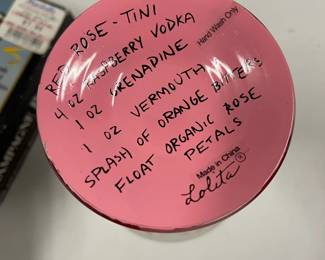 RED ROSE-TINI
4 OZ RASPBERRY VODKA
1 OZ GRENADINE
1 OZ VERMOUTH
SPLASH OF ORANGE BITTERS
FLOAT ORGANIC ROSE
PETALS
Hand Wash Only
Made in China
Lolita ®